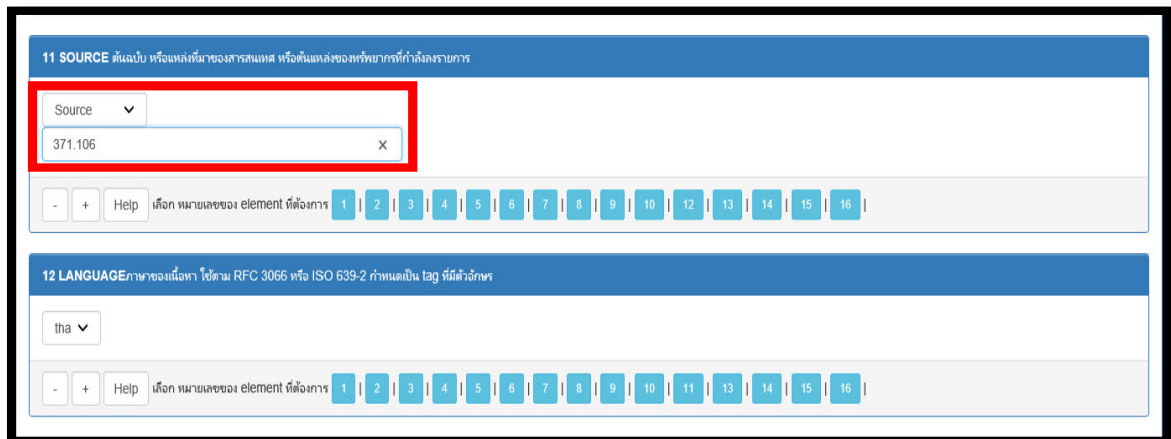 11 SOURCE ต้นฉบับ หรือแหล่งที่มาของสารสนเทศ หรือต้นแหล่งของทรัพยากรที่กำลังลงรายการ
Source
371.106 x
- + Help เลือก หมายเลขของ element ที่ต้องการ 1 | 2 | 3 | 4 | 5 | 6 | 7 | 8 | 9 | 10 | 12 | 13 | 14 | 15 | 16 |
12 LANGUAGEภาษาของเนื้อหา ใช้ตาม RFC 3066 หรือ ISO 639-2 กำหนดเป็น tag ที่มีตัวอักษร
tha
- + Help เลือก หมายเลขของ element ที่ต้องการ 1 | 2 | 3 | 4 | 5 | 6 | 7 | 8 | 9 | 10 | 11 | 13 | 14 | 15 | 16 |